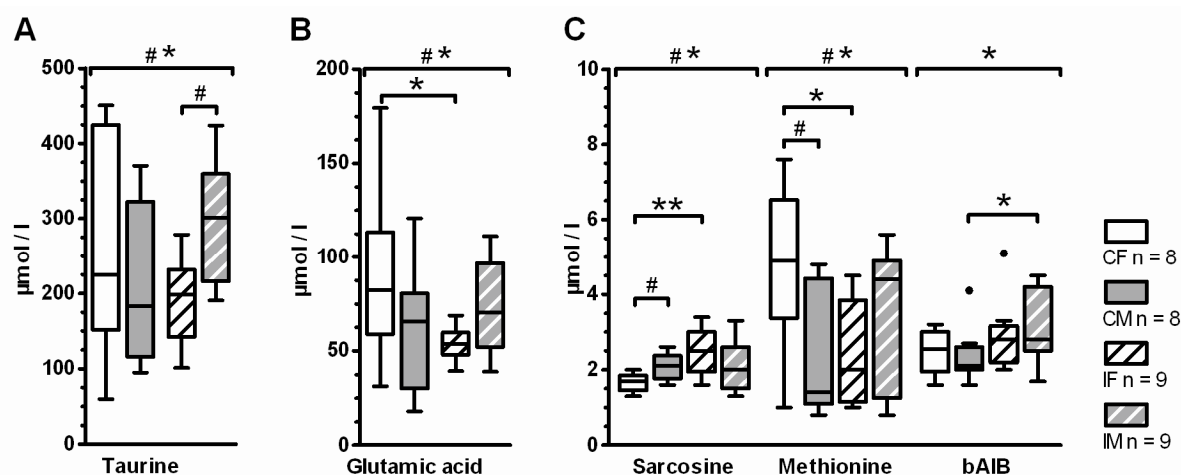 A
# *
500
400
300
200
100
0
µmol / l
#
Taurine
B
# *
200
150
100
50
0
µmol / l
*
Glutamic acid
C
# *
# *
*
10
8
6
4
2
0
µmol / l
*
#
**
*
#
Sarcosine
Methionine
bAIB
CF n = 8
CM n = 8
IF n = 9
IM n = 9